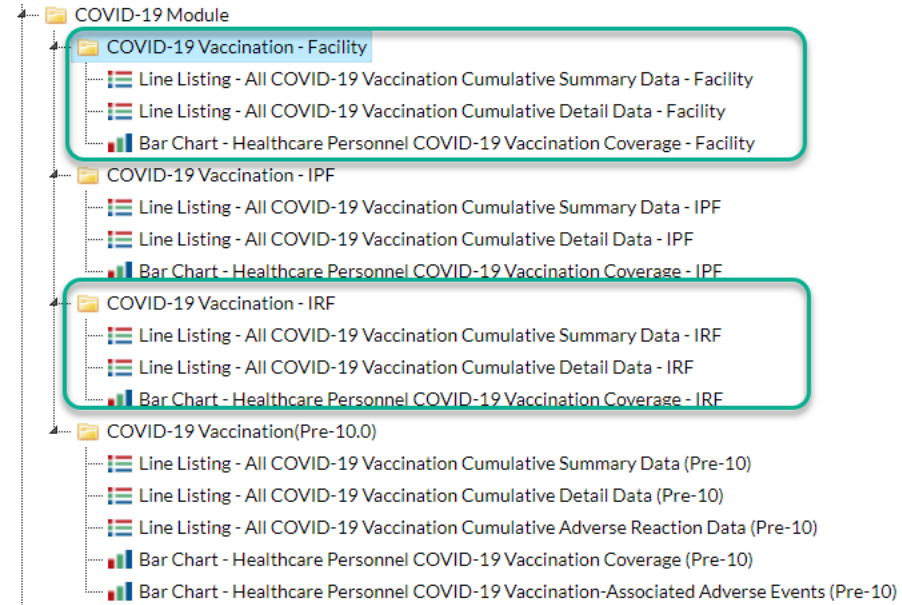 COVID-19 Module
COVID-19 Vaccination - Facility
Line Listing - All COVID-19 Vaccination Cumulative Summary Data - Facility
Line Listing - All COVID-19 Vaccination Cumulative Detail Data - Facility
Bar Chart - Healthcare Personnel COVID-19 Vaccination Coverage - Facility
COVID-19 Vaccination - IPF
Line Listing - All COVID-19 Vaccination Cumulative Summary Data - IPF
Line Listing - All COVID-19 Vaccination Cumulative Detail Data - IPF
Bar Chart - Healthcare Personnel COVID-19 Vaccination Coverage - IPF
COVID-19 Vaccination - IRF
Line Listing - All COVID-19 Vaccination Cumulative Summary Data - IRF
Line Listing - All COVID-19 Vaccination Cumulative Detail Data - IRF
Bar Chart - Healthcare Personnel COVID-19 Vaccination Coverage - IRF
COVID-19 Vaccination(Pre-10.0)
Line Listing - All COVID-19 Vaccination Cumulative Summary Data (Pre-10)
Line Listing - All COVID-19 Vaccination Cumulative Detail Data (Pre-10)
Line Listing - All COVID-19 Vaccination Cumulative Adverse Reaction Data (Pre-10)
Bar Chart - Healthcare Personnel COVID-19 Vaccination Coverage (Pre-10)
Bar Chart - Healthcare Personnel COVID-19 Vaccination-Associated Adverse Events (Pre-10)